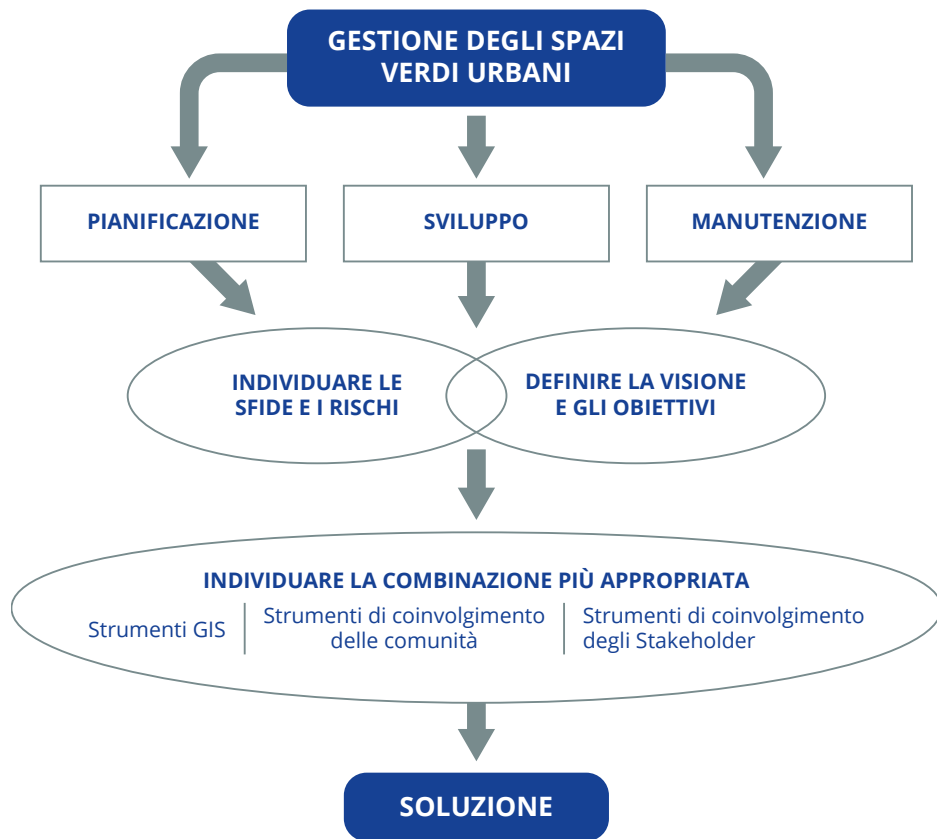 GESTIONE DEGLI SPAZI
VERDI URBANI
PIANIFICAZIONE
SVILUPPO
MANUTENZIONE
INDIVIDUARE LE
SFIDE E I RISCHI
DEFINIRE LA VISIONE
E GLI OBIETTIVI
INDIVIDUARE LA COMBINAZIONE PIÙ APPROPRIATA
Strumenti GIS
Strumenti di coinvolgimento
delle comunità
Strumenti di coinvolgimento
degli Stakeholder
SOLUZIONE